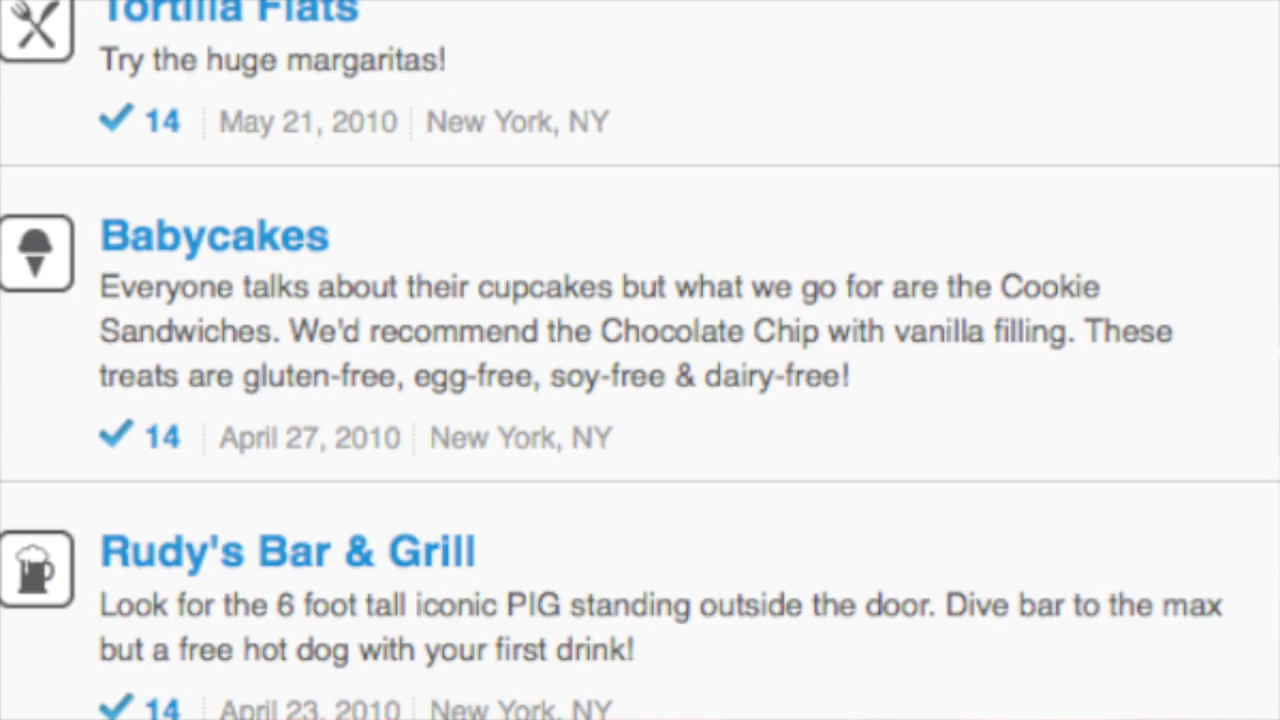 Tortilla Flats
Try the huge margaritas!
14 May 21, 2010 New York, NY
Babycakes
Everyone talks about their cupcakes but what we go for are the Cookie
Sandwiches. We'd recommend the Chocolate Chip with vanilla filling. These
treats are gluten-free, egg-free, soy-free & dairy-free!
14 April 27, 2010 New York, NY
Rudy's Bar & Grill
Look for the 6 foot tall iconic PIG standing outside the door. Dive bar to the max
but a free hot dog with your first drink!
14 April 23, 2010 New York, NY